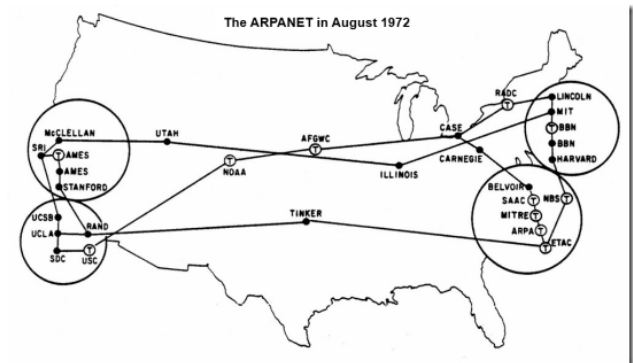 The ARPANET in August 1972
RADC
T
LINCOLN
MIT
T
BBN
BBN
HARVARD
McCLELLAN
UTAH
AFGWC
T
CASE
SRI
T
AMES
AMES
STANFORD
NOAA
T
ILLINOIS
CARNEGIE
BELVOIR
SAAC
T
NBS
T
MITRE
T
ARPA
T
ETAC
T
UCSB
UCLA
RAND
TINKER
SDC
USC
T